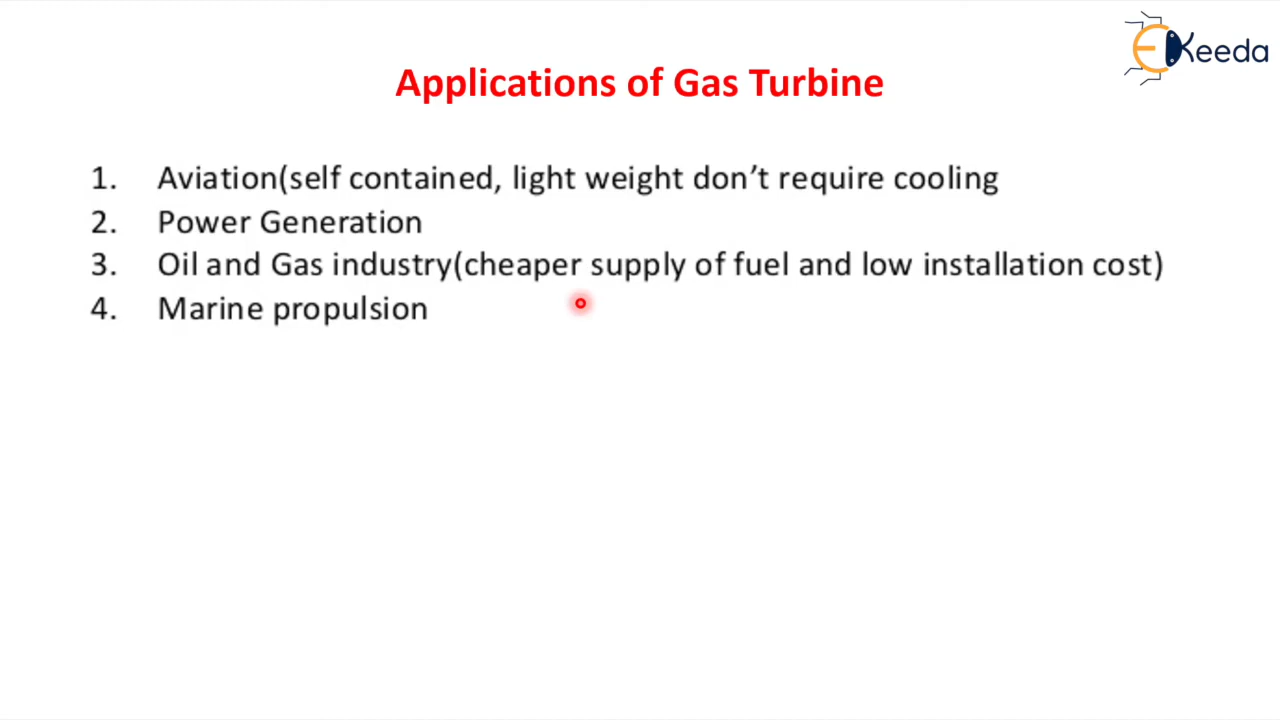 EKeeda
Applications of Gas Turbine
1. Aviation(self contained, light weight don’t require cooling
2. Power Generation
3. Oil and Gas industry(cheaper supply of fuel and low installation cost)
4. Marine propulsion